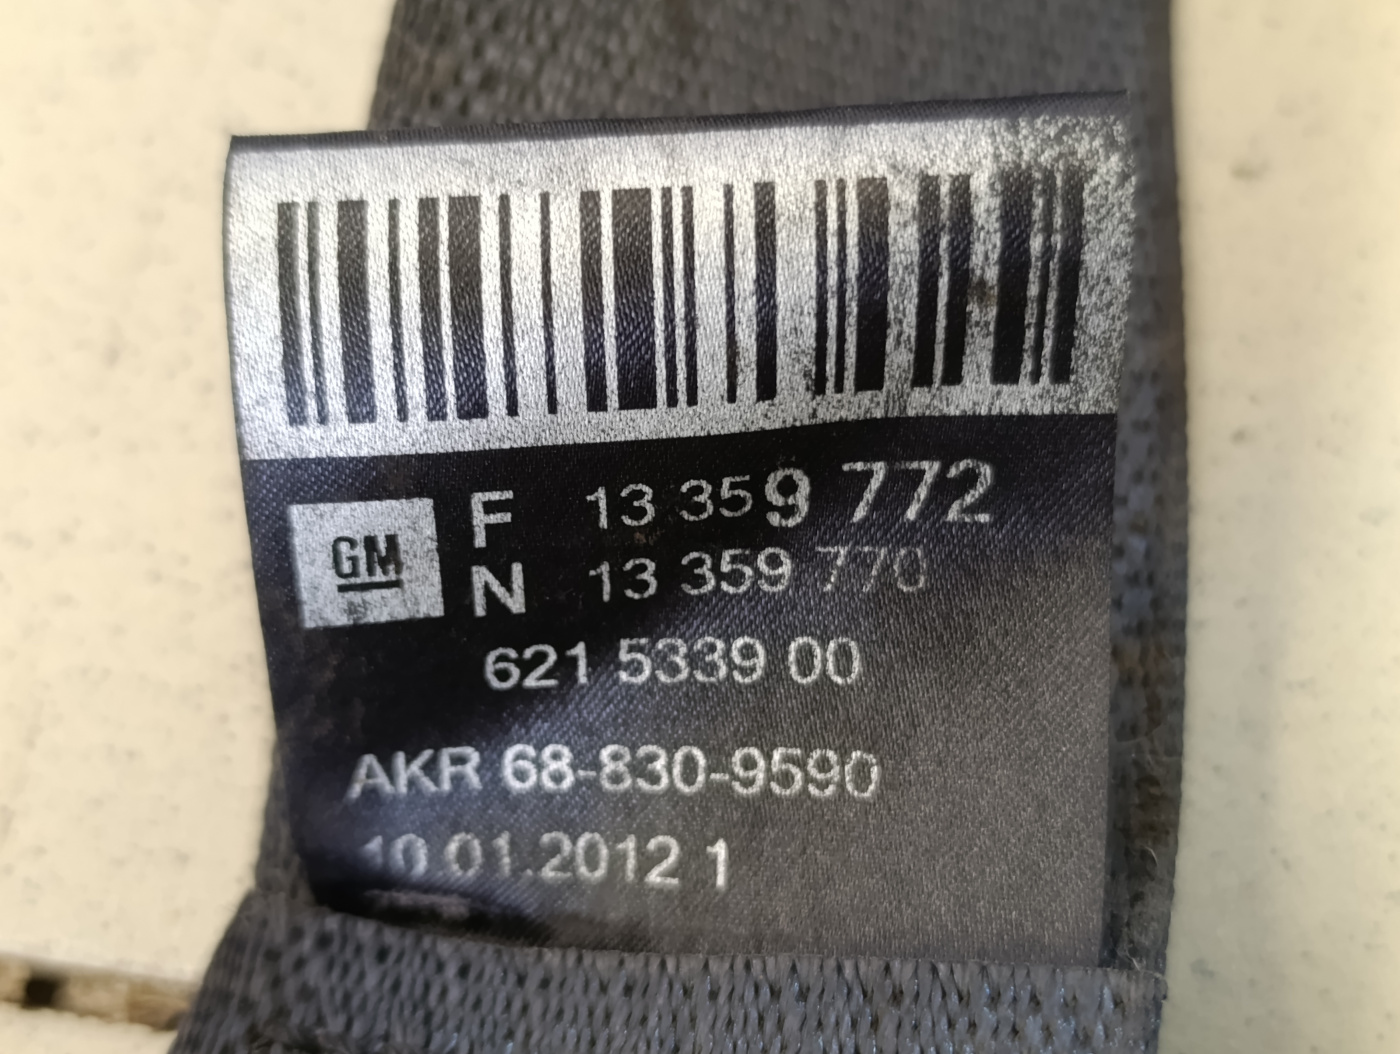 GM
F 13 359 772
N 13 359 770
621 5339 00
AKR 68-830-9590
10.01.2012 1